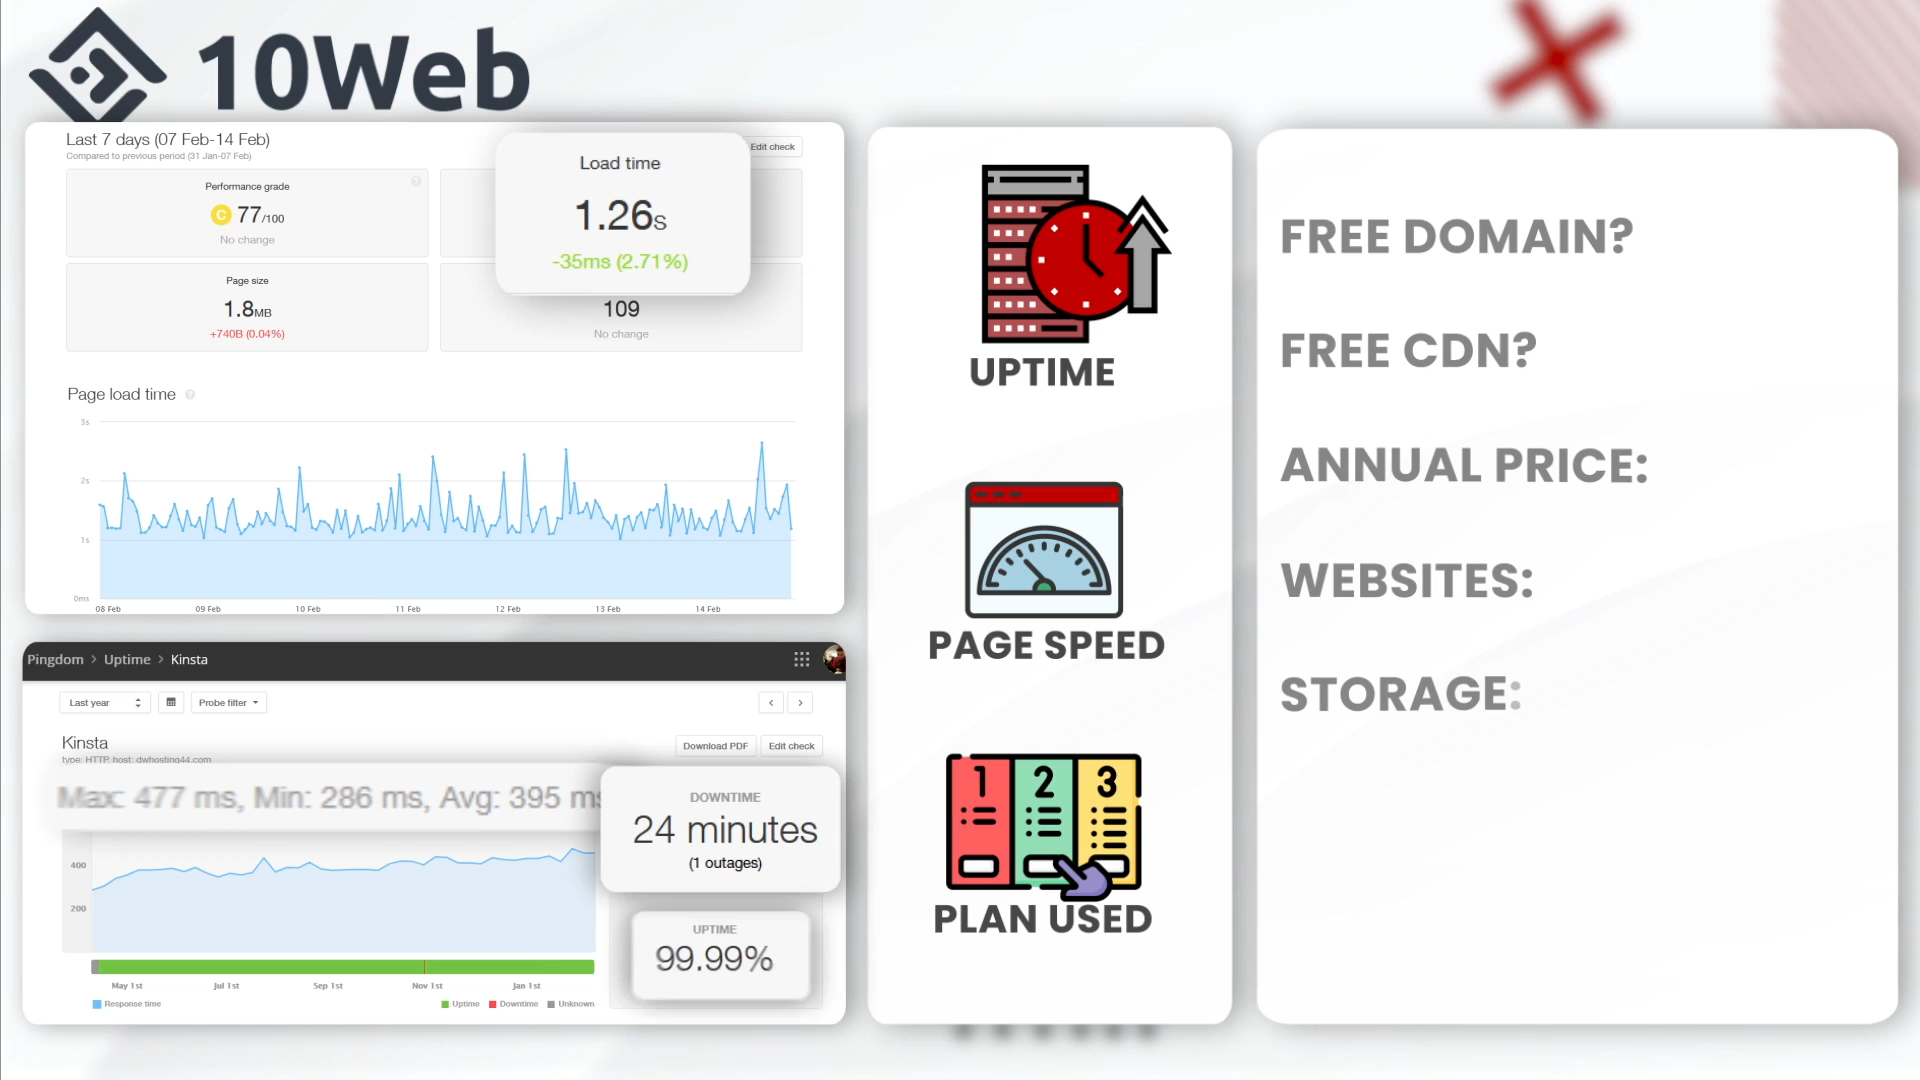 10Web
Last 7 days (07 Feb-14 Feb)
Compared to previous period (31 Jan-07 Feb)
Edit check
Performance grade
C 77/100
No change
Load time
1.26s
-35ms (2.71%)
Page size
1.8MB
+740B (0.04%)
109
No change
Page load time
3s
2s
1s
0ms
08 Feb 09 Feb 10 Feb 11 Feb 12 Feb 13 Feb 14 Feb
Pingdom > Uptime > Kinsta
Last year
Probe filter
Kinsta
Download PDF
Edit check
type: HTTP, host: dwhosting44.com
Max: 477 ms, Min: 286 ms, Avg: 395 ms
400
200
May 1st Jul 1st Sep 1st Nov 1st Jan 1st
Response time
Uptime Downtime Unknown
DOWNTIME
24 minutes
(1 outages)
UPTIME
99.99%
UPTIME
PAGE SPEED
1 2 3
PLAN USED
FREE DOMAIN?
FREE CDN?
ANNUAL PRICE:
WEBSITES:
STORAGE: